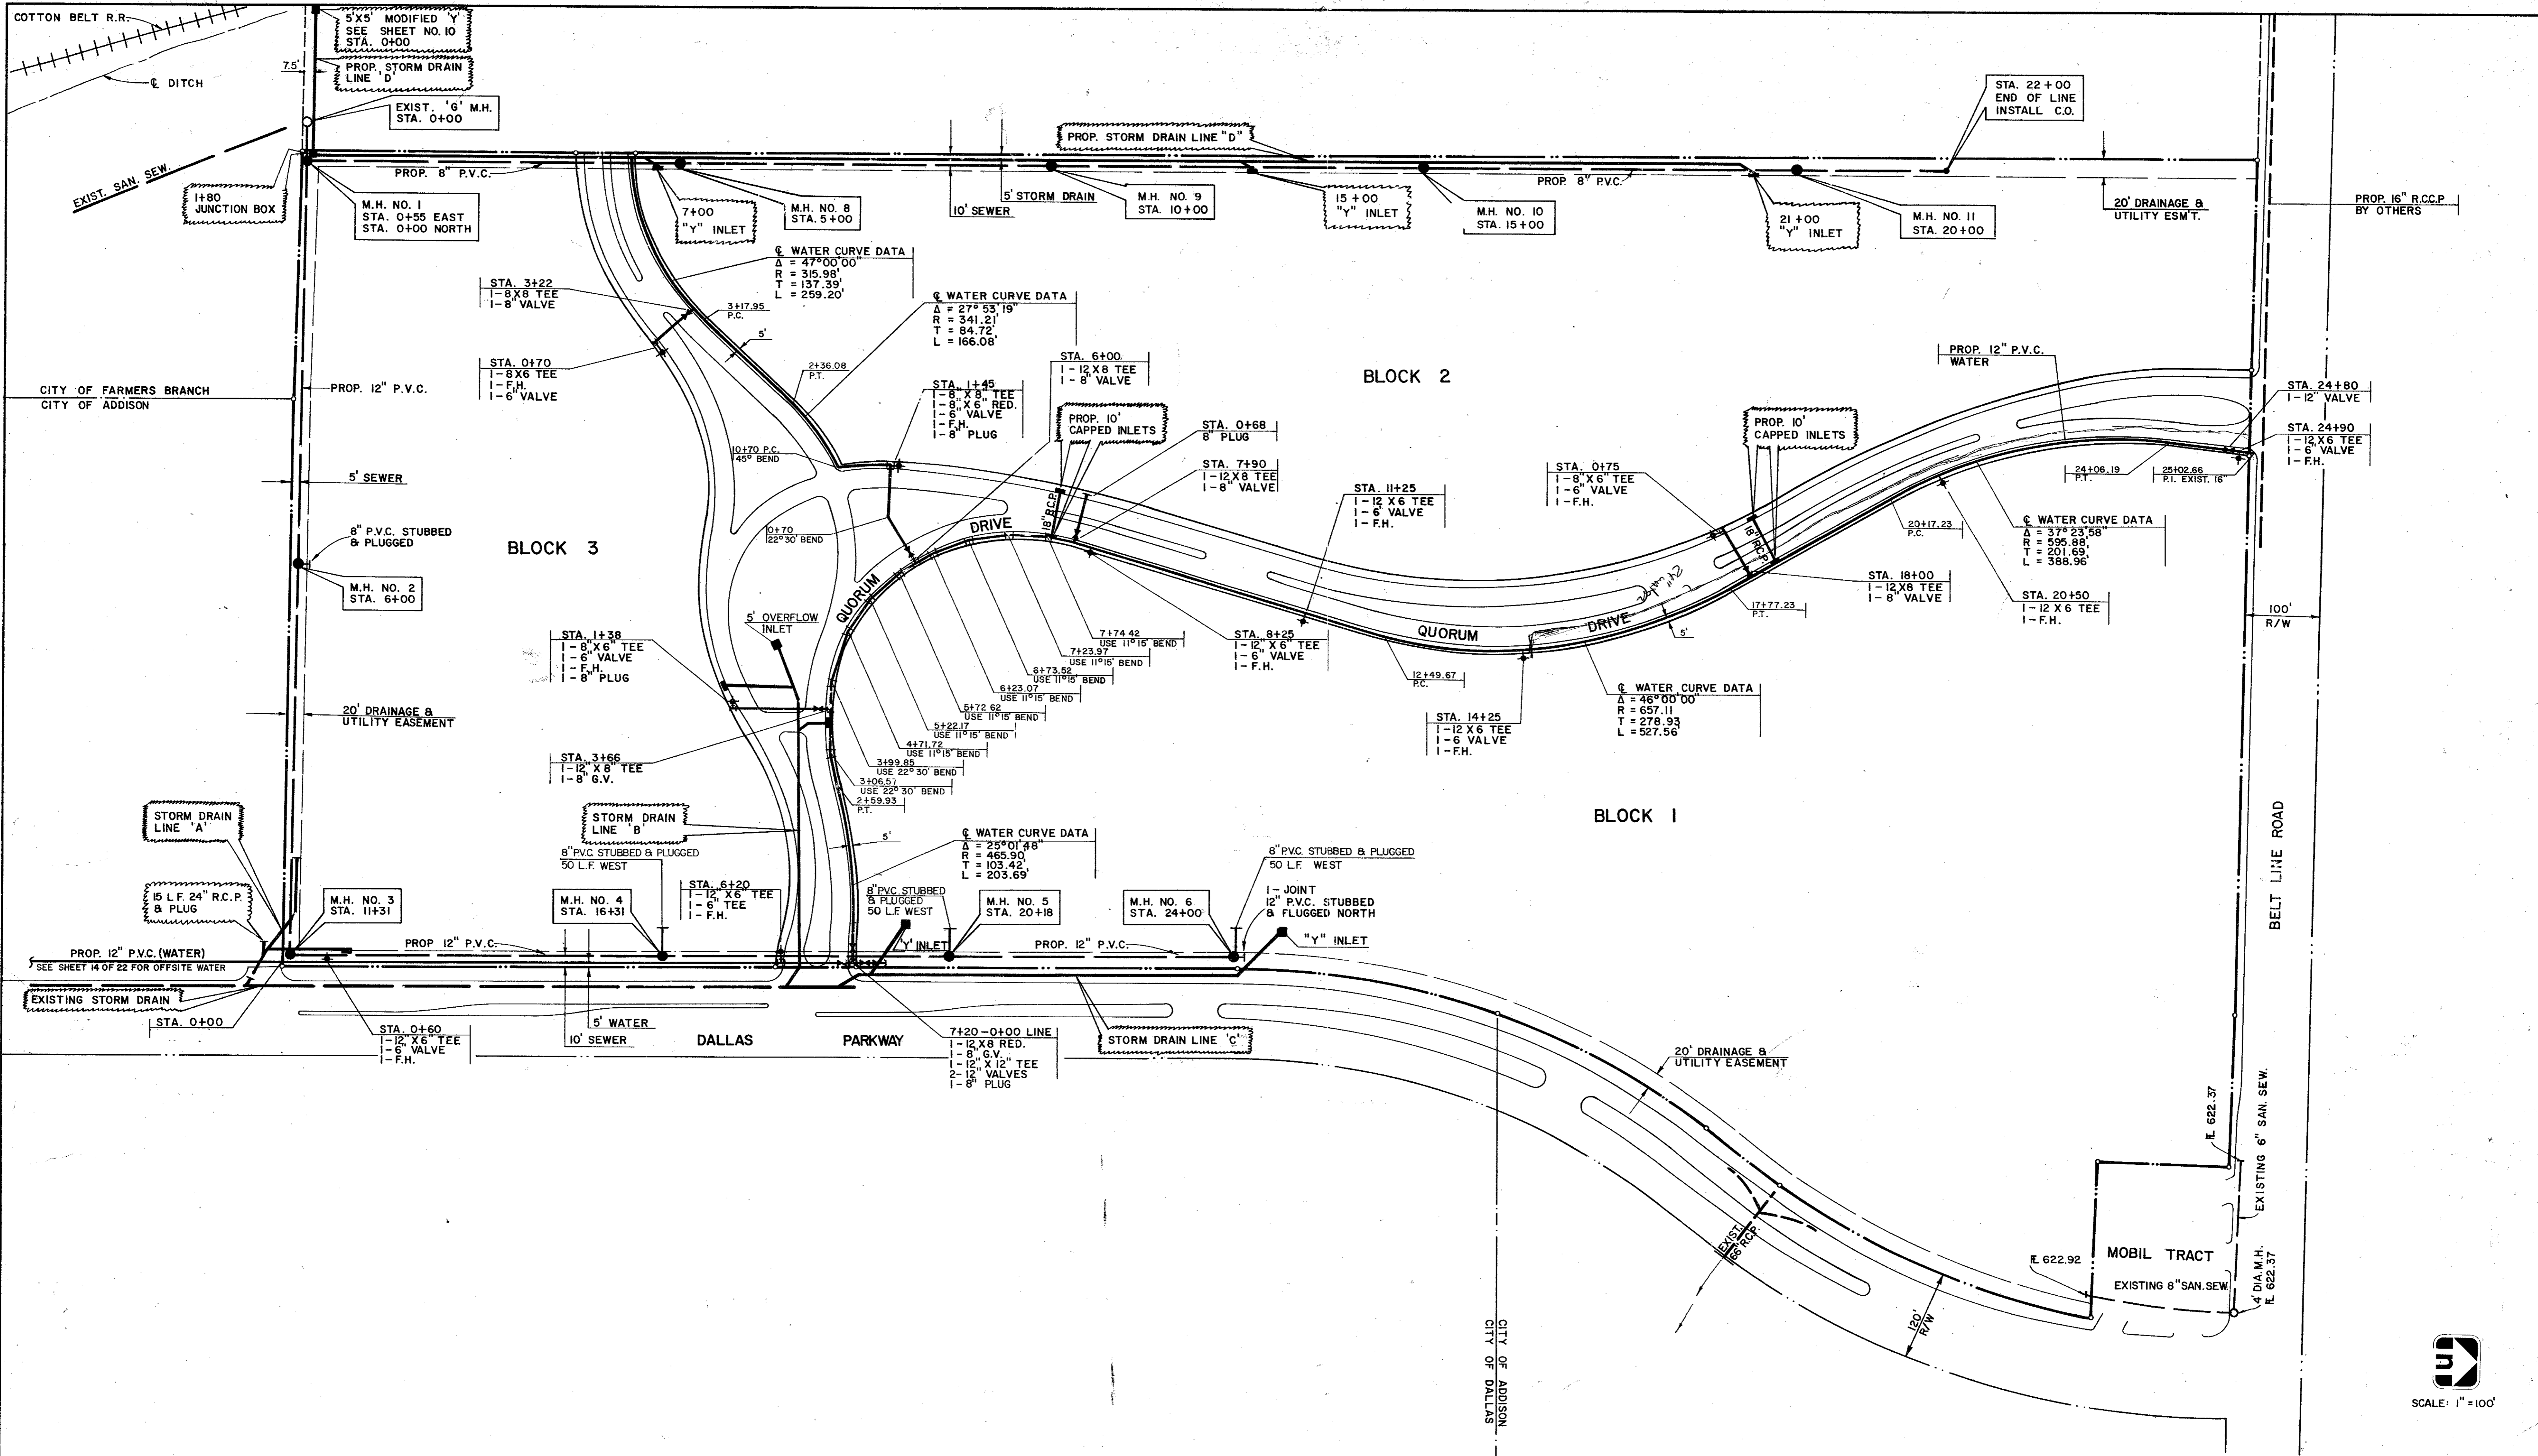 COTTON BELT R.R.
℄ DITCH
7.5'
5'X5' MODIFIED 'Y'
SEE SHEET NO. 10
STA. 0+00
PROP. STORM DRAIN
LINE 'D'
EXIST. 'G' M.H.
STA. 0+00
EXIST. SAN. SEW.
1+80
JUNCTION BOX
M.H. NO. 1
STA. 0+55 EAST
STA. 0+00 NORTH
PROP. 8" P.V.C.
7+00
"Y" INLET
M.H. NO. 8
STA. 5+00
10' SEWER
5' STORM DRAIN
PROP. STORM DRAIN LINE "D"
M.H. NO. 9
STA. 10+00
15+00
"Y" INLET
M.H. NO. 10
STA. 15+00
PROP. 8" P.V.C.
21+00
"Y" INLET
M.H. NO. 11
STA. 20+00
STA. 22+00
END OF LINE
INSTALL C.O.
20' DRAINAGE &
UTILITY ESM'T.
PROP. 16" R.C.C.P
BY OTHERS
℄ WATER CURVE DATA
Δ = 47°00'00"
R = 315.98'
T = 137.39'
L = 259.20'
STA. 3+22
1-8X8 TEE
1-8" VALVE
3+17.95
P.C.
5'
℄ WATER CURVE DATA
Δ = 27°53'19"
R = 341.21'
T = 84.72'
L = 166.08'
STA. 0+70
1-8X6 TEE
1-F.H.
1-6" VALVE
2+36.08
P.T.
STA. 1+45
1-8" X 8" TEE
1-8" X 6" RED.
1-6" VALVE
1-F.H.
1-8" PLUG
STA. 6+00
1-12X8 TEE
1-8" VALVE
PROP. 10'
CAPPED INLETS
STA. 0+68
8" PLUG
STA. 7+90
1-12X8 TEE
1-8" VALVE
BLOCK 2
CITY OF FARMERS BRANCH
CITY OF ADDISON
PROP. 12" P.V.C.
10+70 P.C.
45° BEND
5' SEWER
8" P.V.C. STUBBED
& PLUGGED
M.H. NO. 2
STA. 6+00
BLOCK 3
0+70
22°30' BEND
QUORUM
DRIVE
18" R.C.P.
STA. 11+25
1-12 X 6 TEE
1-6' VALVE
1-F.H.
STA. 0+75
1-8"X 6" TEE
1-6" VALVE
1-F.H.
PROP. 10'
CAPPED INLETS
18" R.C.P.
PROP. 12" P.V.C.
WATER
STA. 24+80
1-12" VALVE
STA. 24+90
1-12X6 TEE
1-6" VALVE
1-F.H.
24+06.19
P.T.
25+02.66
P.I. EXIST. 16"
20+17.23
P.C.
℄ WATER CURVE DATA
Δ = 37°23'58"
R = 595.88'
T = 201.69'
L = 388.96'
STA. 18+00
1-12X8 TEE
1-8" VALVE
STA. 20+50
1-12 X 6 TEE
1-F.H.
17+77.23
P.T.
100'
R/W
24" water
QUORUM
DRIVE
5'
5' OVERFLOW
INLET
STA. 1+38
1-8"X 6" TEE
1-6" VALVE
1-F.H.
1-8" PLUG
7+74.42
USE 11°15' BEND
7+23.97
USE 11°15' BEND
8+73.52
USE 11°15' BEND
6+23.07
USE 11°15' BEND
5+72.62
USE 11°15' BEND
5+22.17
USE 11°15' BEND
4+71.72
USE 11°15' BEND
3+99.85
USE 22°30' BEND
3+06.57
USE 22°30' BEND
2+59.93
P.T.
STA. 8+25
1-12" X 6" TEE
1-6" VALVE
1-F.H.
12+49.67
P.C.
STA. 14+25
1-12 X 6 TEE
1-6 VALVE
1-F.H.
℄ WATER CURVE DATA
Δ = 46°00'00"
R = 657.11
T = 278.93
L = 527.56'
20' DRAINAGE &
UTILITY EASEMENT
STA. 3+66
1-12" X 8" TEE
1-8" G.V.
STORM DRAIN
LINE 'A'
STORM DRAIN
LINE 'B'
5'
℄ WATER CURVE DATA
Δ = 25°01'48"
R = 465.90'
T = 103.42'
L = 203.69'
BLOCK 1
BELT LINE ROAD
8" PVC. STUBBED & PLUGGED
50 L.F. WEST
15 L.F. 24" R.C.P.
& PLUG
M.H. NO. 3
STA. 11+31
M.H. NO. 4
STA. 16+31
STA. 6+20
1-12" X6" TEE
1-6" TEE
1-F.H.
8" PVC. STUBBED
& PLUGGED
50 L.F. WEST
M.H. NO. 5
STA. 20+18
M.H. NO. 6
STA. 24+00
8" P.V.C. STUBBED & PLUGGED
50 L.F. WEST
1- JOINT
12" P.V.C. STUBBED
& FLUGGED NORTH
"Y" INLET
PROP. 12" P.V.C. (WATER)
SEE SHEET 14 OF 22 FOR OFFSITE WATER
PROP 12" P.V.C.
'Y' INLET
PROP. 12" P.V.C.
EXISTING STORM DRAIN
STA. 0+00
STA. 0+60
1-12"X 6" TEE
1-6" VALVE
1-F.H.
10' SEWER
5' WATER
DALLAS
PARKWAY
7+20-0+00 LINE
1-12X8 RED.
1-8" G.V.
1-12" X 12" TEE
2-12" VALVES
1-8" PLUG
STORM DRAIN LINE 'C'
20' DRAINAGE &
UTILITY EASEMENT
FL 622.37
EXISTING 6" SAN. SEW.
EXIST.
66" R.C.P.
FL 622.92
MOBIL TRACT
EXISTING 8" SAN. SEW.
4' DIA. M.H.
FL 622.37
120'
R/W
CITY OF ADDISON
CITY OF DALLAS
n
SCALE: 1" = 100'